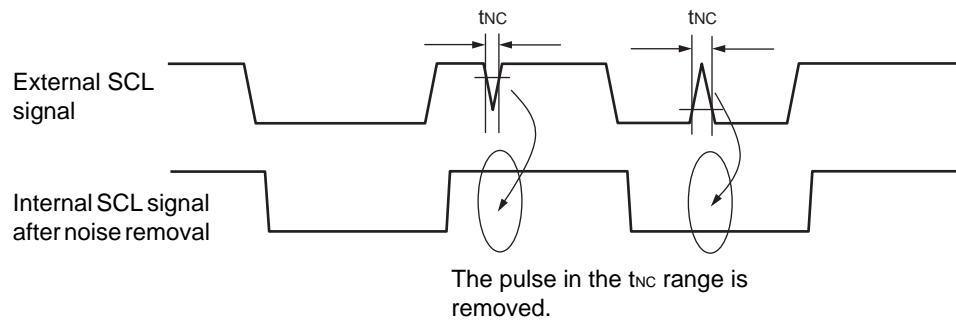 tNC tNC
External SCL
signal
Internal SCL signal
after noise removal
The pulse in the tNC range is
removed.